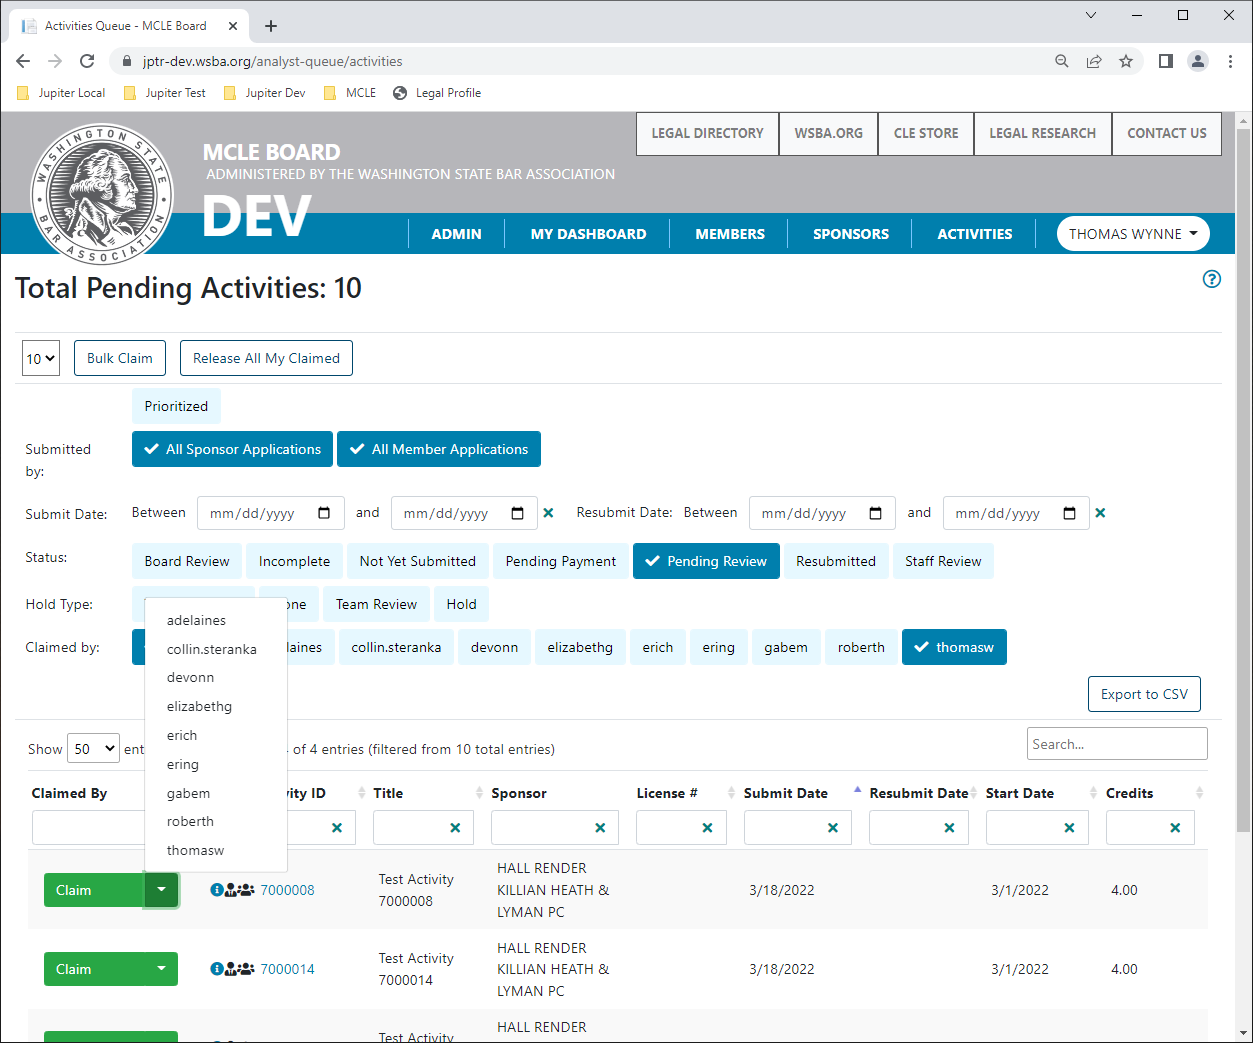 Activities Queue - MCLE Board
jptr-dev.wsba.org/analyst-queue/activities
Jupiter Local Jupiter Test Jupiter Dev MCLE Legal Profile
LEGAL DIRECTORY WSBA.ORG CLE STORE LEGAL RESEARCH CONTACT US
WASHINGTON STATE BAR ASSOCIATION
MCLE BOARD
ADMINISTERED BY THE WASHINGTON STATE BAR ASSOCIATION
DEV
ADMIN MY DASHBOARD MEMBERS SPONSORS ACTIVITIES THOMAS WYNNE
Total Pending Activities: 10
10 Bulk Claim Release All My Claimed
Prioritized
Submitted by: All Sponsor Applications All Member Applications
Submit Date: Between mm/dd/yyyy and mm/dd/yyyy Resubmit Date: Between mm/dd/yyyy and mm/dd/yyyy
Status: Board Review Incomplete Not Yet Submitted Pending Payment Pending Review Resubmitted Staff Review
Hold Type: one Team Review Hold
Claimed by: laines collin.steranka devonn elizabethg erich ering gabem roberth thomasw
adelaines
collin.steranka
devonn
elizabethg
erich
ering
gabem
roberth
thomasw
Export to CSV
Show 50 ent of 4 entries (filtered from 10 total entries) Search...
Claimed By vity ID Title Sponsor License # Submit Date Resubmit Date Start Date Credits
Claim 7000008 Test Activity 7000008 HALL RENDER KILLIAN HEATH & LYMAN PC 3/18/2022 3/1/2022 4.00
Claim 7000014 Test Activity 7000014 HALL RENDER KILLIAN HEATH & LYMAN PC 3/18/2022 3/1/2022 4.00
Test Activity HALL RENDER